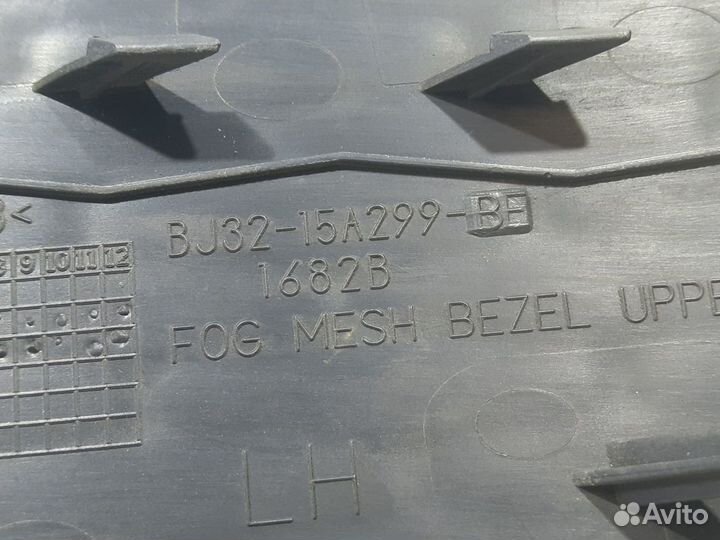 BJ32-15A299-BE
1682B
9 10 11 12
FOG MESH BEZEL UPPE
LH
Avito